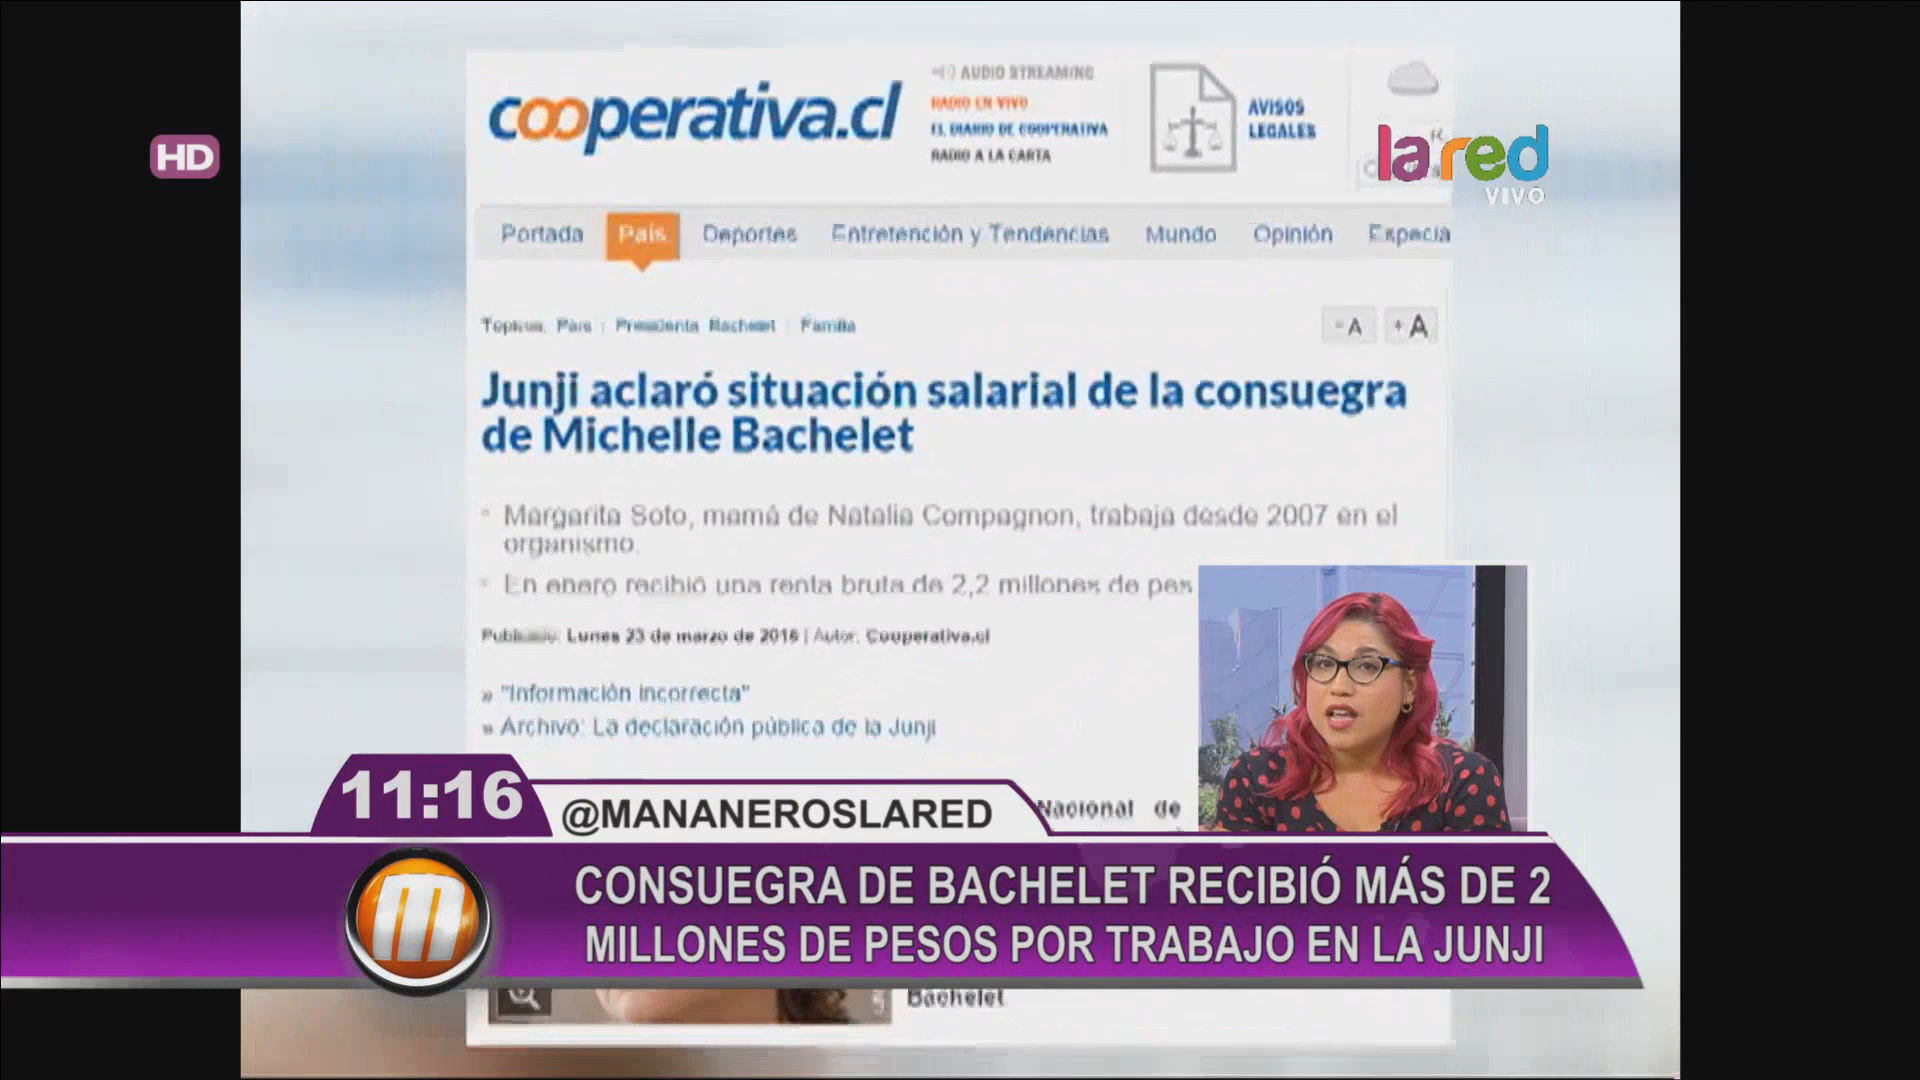 HD
cooperativa.cl
AUDIO STREAMING
RADIO EN VIVO
EL DIARIO DE COOPERATIVA
RADIO A LA CARTA
AVISOS
LEGALES
la red
VIVO
Portada País Deportes Entretención y Tendencias Mundo Opinión Especia
Topicos: País | Presidenta Bachelet | Familia
- A + A
Junji aclaró situación salarial de la consuegra
de Michelle Bachelet
Margarita Soto, mamá de Natalia Compagnon, trabaja desde 2007 en el
organismo.
En enero recibió una renta bruta de 2,2 millones de pes
Publicado: Lunes 23 de marzo de 2015 | Autor: Cooperativa.cl
» "Información incorrecta"
» Archivo: La declaración pública de la Junji
11:16
@MANANEROSLARED
Nacional de
M
CONSUEGRA DE BACHELET RECIBIÓ MÁS DE 2
MILLONES DE PESOS POR TRABAJO EN LA JUNJI
Bachelet